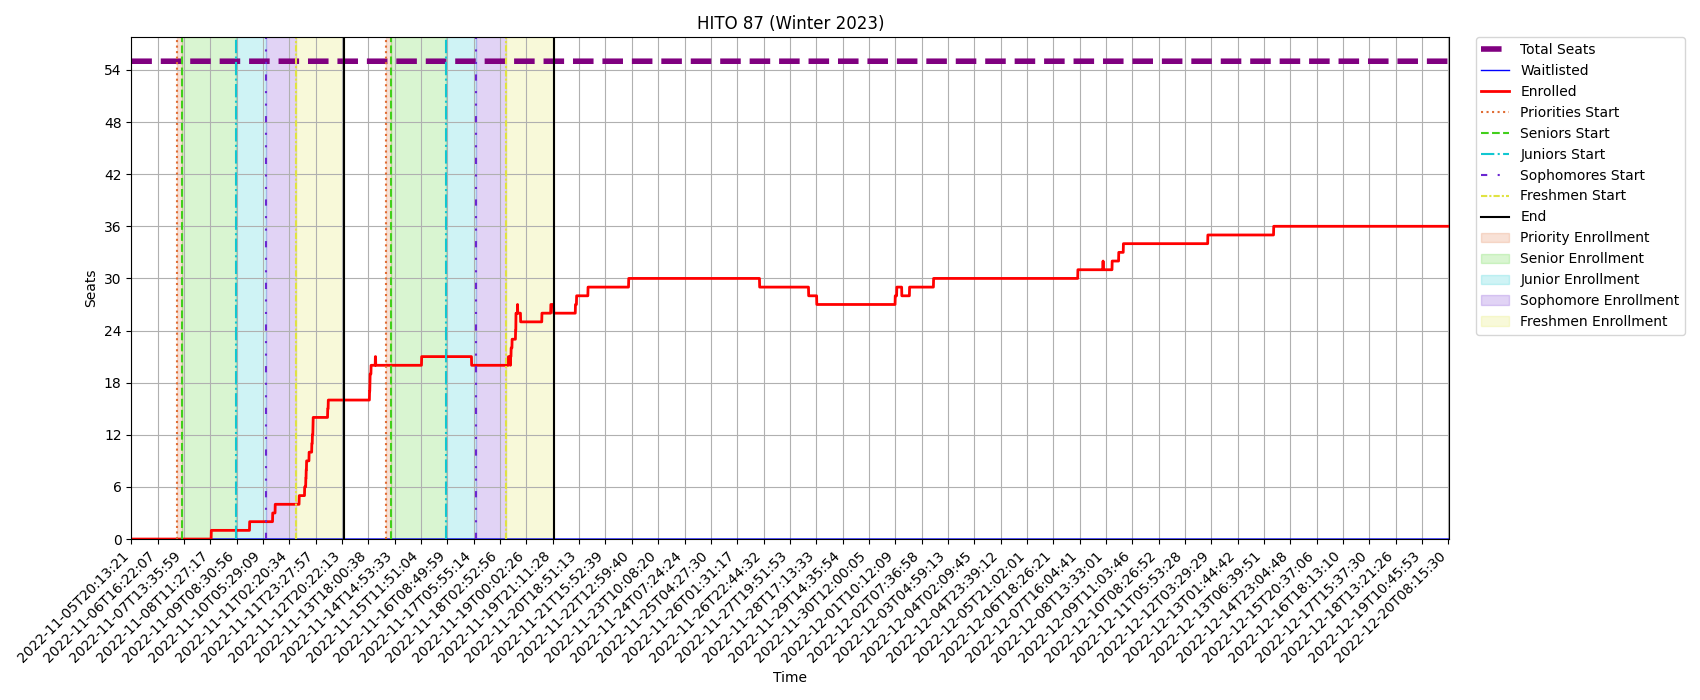 HITO 87 (Winter 2023)
Total Seats
Waitlisted
Enrolled
Priorities Start
Seniors Start
Juniors Start
Sophomores Start
Freshmen Start
End
Priority Enrollment
Senior Enrollment
Junior Enrollment
Sophomore Enrollment
Freshmen Enrollment
Seats
54
48
42
36
30
24
18
12
6
0
2022-11-05T20:13:21
2022-11-06T16:22:07
2022-11-07T13:35:59
2022-11-08T11:27:17
2022-11-09T08:30:56
2022-11-10T05:29:09
2022-11-11T02:20:34
2022-11-11T23:27:57
2022-11-12T20:22:13
2022-11-13T18:00:38
2022-11-14T14:53:33
2022-11-15T11:51:04
2022-11-16T08:49:59
2022-11-17T05:55:14
2022-11-18T02:52:56
2022-11-19T00:02:26
2022-11-19T21:11:28
2022-11-20T18:51:13
2022-11-21T15:52:39
2022-11-22T12:59:40
2022-11-23T10:08:20
2022-11-24T07:24:24
2022-11-25T04:27:30
2022-11-26T01:31:17
2022-11-26T22:44:32
2022-11-27T19:51:53
2022-11-28T17:13:33
2022-11-29T14:35:54
2022-11-30T12:00:05
2022-12-01T10:12:09
2022-12-02T07:36:58
2022-12-03T04:59:13
2022-12-04T02:09:45
2022-12-04T23:39:12
2022-12-05T21:02:01
2022-12-06T18:26:21
2022-12-07T16:04:41
2022-12-08T13:33:01
2022-12-09T11:03:46
2022-12-10T08:26:52
2022-12-11T05:53:28
2022-12-12T03:29:29
2022-12-13T01:44:42
2022-12-13T06:39:51
2022-12-14T23:04:48
2022-12-15T20:37:06
2022-12-16T18:13:10
2022-12-17T15:37:30
2022-12-18T13:21:26
2022-12-19T10:45:53
2022-12-20T08:15:30
Time